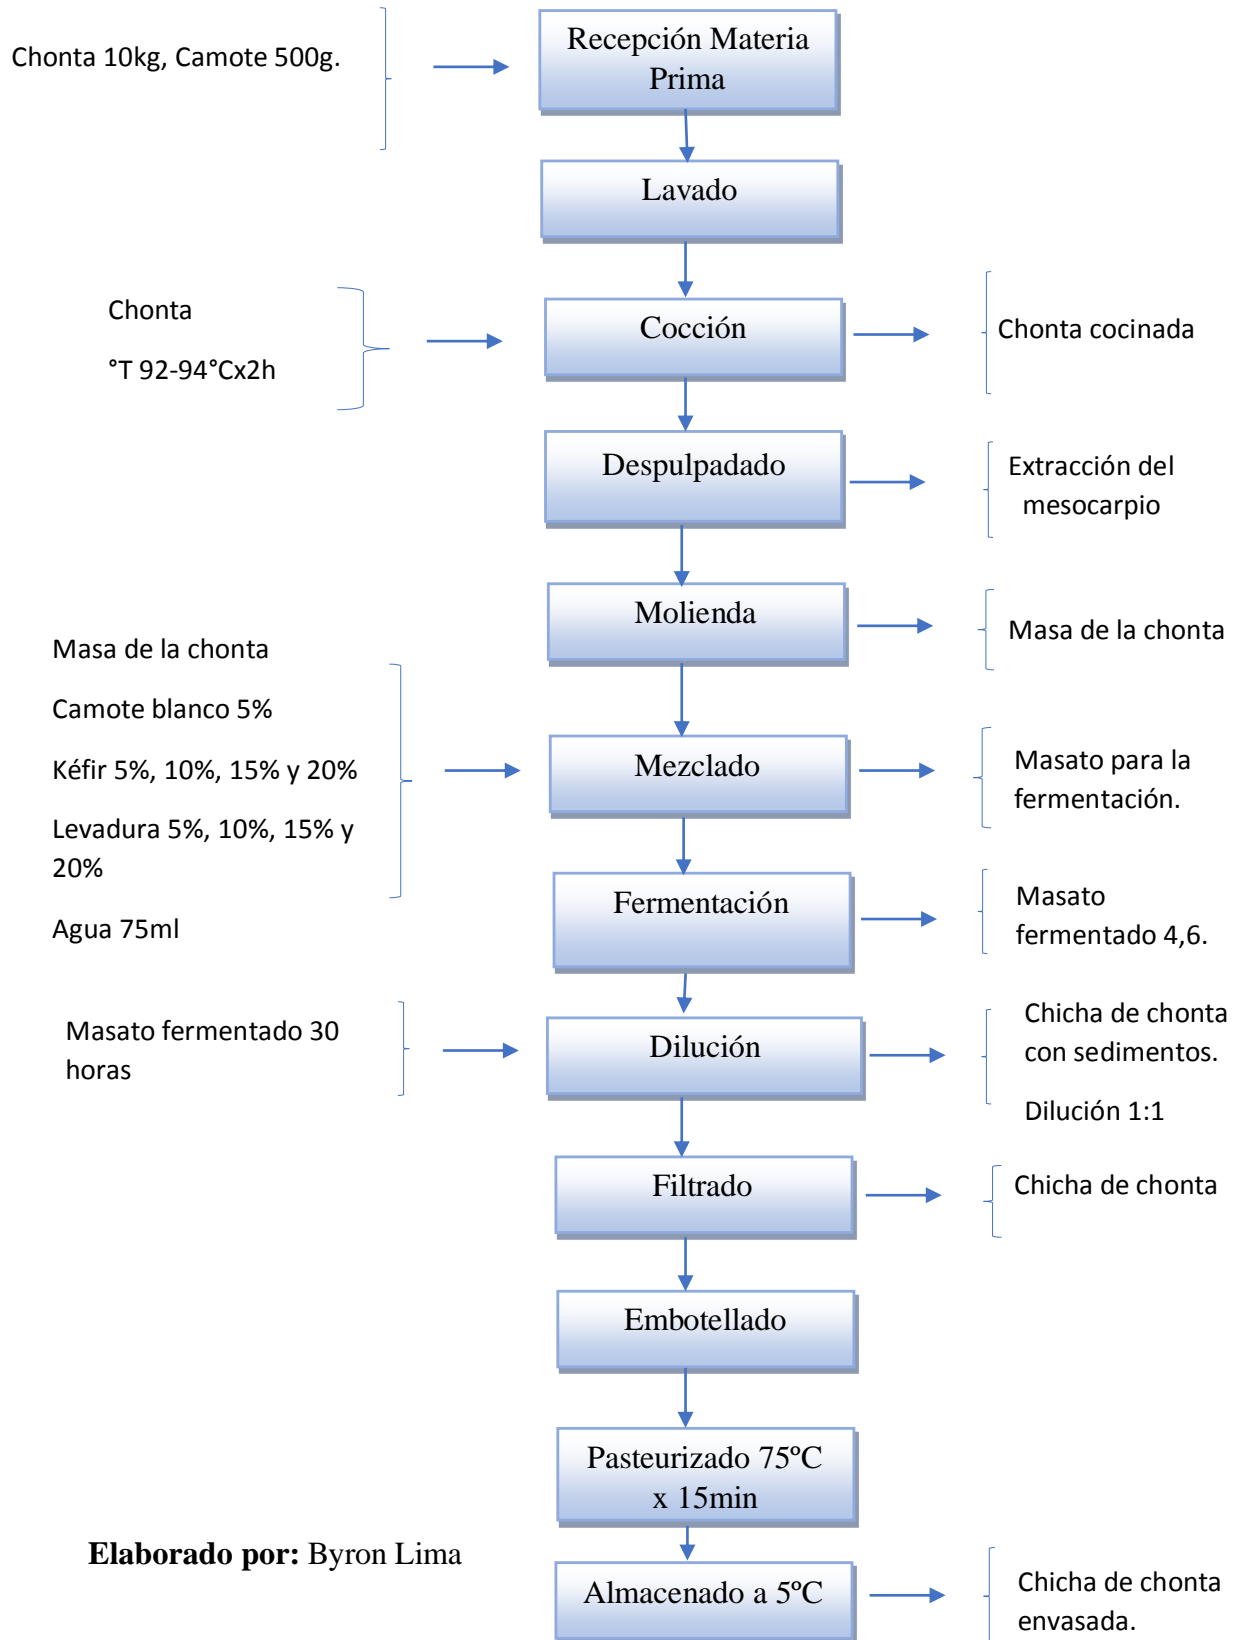 Chonta 10kg, Camote 500g.
Recepción Materia
Prima
Lavado
Chonta
°T 92-94°Cx2h
Cocción
Chonta cocinada
Despulpadado
Extracción del
mesocarpio
Molienda
Masa de la chonta
Masa de la chonta
Camote blanco 5%
Kéfir 5%, 10%, 15% y 20%
Levadura 5%, 10%, 15% y
20%
Agua 75ml
Mezclado
Masato para la
fermentación.
Fermentación
Masato
fermentado 4,6.
Masato fermentado 30
horas
Dilución
Chicha de chonta
con sedimentos.
Dilución 1:1
Filtrado
Chicha de chonta
Embotellado
Pasteurizado 75ºC
x 15min
Elaborado por: Byron Lima
Almacenado a 5ºC
Chicha de chonta
envasada.